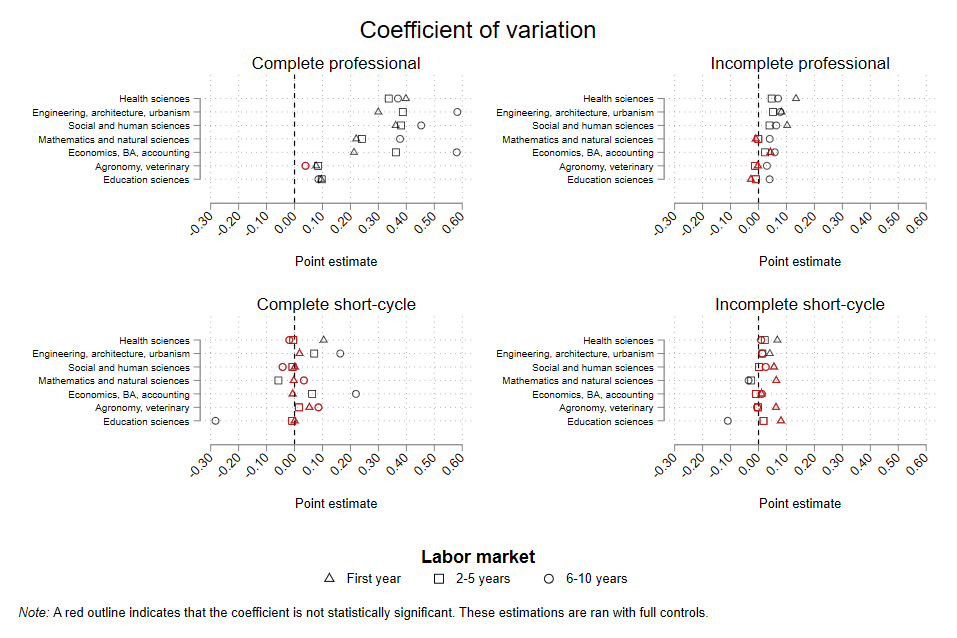 Coefficient of variation
Complete professional
Health sciences
Engineering, architecture, urbanism
Social and human sciences
Mathematics and natural sciences
Economics, BA, accounting
Agronomy, veterinary
Education sciences
-0.30 -0.20 -0.10 0.00 0.10 0.20 0.30 0.40 0.50 0.60
Point estimate
Incomplete professional
Health sciences
Engineering, architecture, urbanism
Social and human sciences
Mathematics and natural sciences
Economics, BA, accounting
Agronomy, veterinary
Education sciences
-0.30 -0.20 -0.10 0.00 0.10 0.20 0.30 0.40 0.50 0.60
Point estimate
Complete short-cycle
Health sciences
Engineering, architecture, urbanism
Social and human sciences
Mathematics and natural sciences
Economics, BA, accounting
Agronomy, veterinary
Education sciences
-0.30 -0.20 -0.10 0.00 0.10 0.20 0.30 0.40 0.50 0.60
Point estimate
Incomplete short-cycle
Health sciences
Engineering, architecture, urbanism
Social and human sciences
Mathematics and natural sciences
Economics, BA, accounting
Agronomy, veterinary
Education sciences
-0.30 -0.20 -0.10 0.00 0.10 0.20 0.30 0.40 0.50 0.60
Point estimate
Labor market
First year 2-5 years 6-10 years
Note: A red outline indicates that the coefficient is not statistically significant. These estimations are ran with full controls.